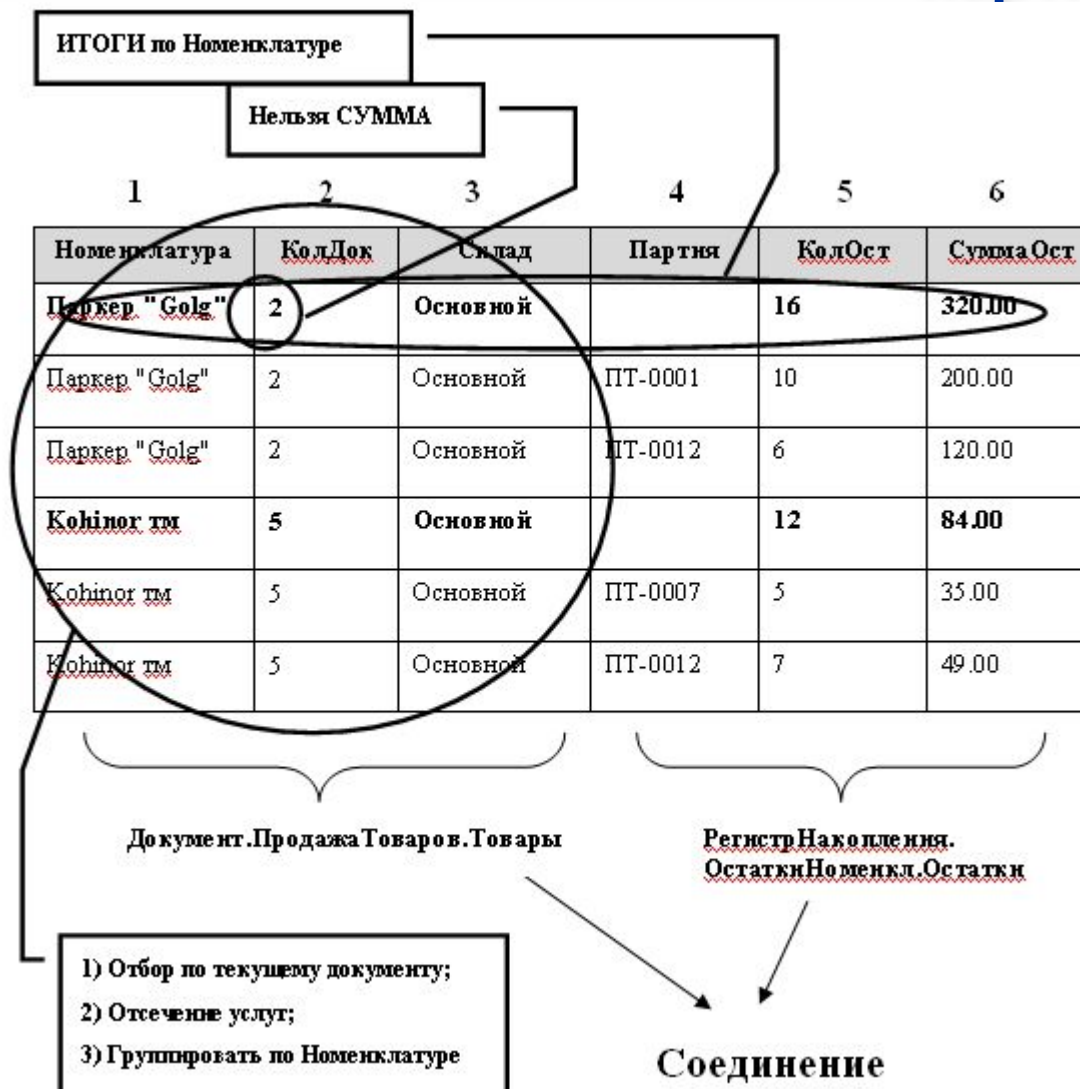 ИТОГИ по Номенклатуре
Нельзя СУММА
1 2 3 4 5 6
Номенклатура КолДок Склад Партия КолОст СуммаОст
Паркер "Golg" 2 Основной 16 320.00
Паркер "Golg" 2 Основной ПТ-0001 10 200.00
Паркер "Golg" 2 Основной ПТ-0012 6 120.00
Kohinor тм 5 Основной 12 84.00
Kohinor тм 5 Основной ПТ-0007 5 35.00
Kohinor тм 5 Основной ПТ-0012 7 49.00
Документ.ПродажаТоваров.Товары
РегистрНакопления.
ОстаткиНоменкл.Остатки
1) Отбор по текущему документу;
2) Отсечение услуг;
3) Группировать по Номенклатуре
Соединение